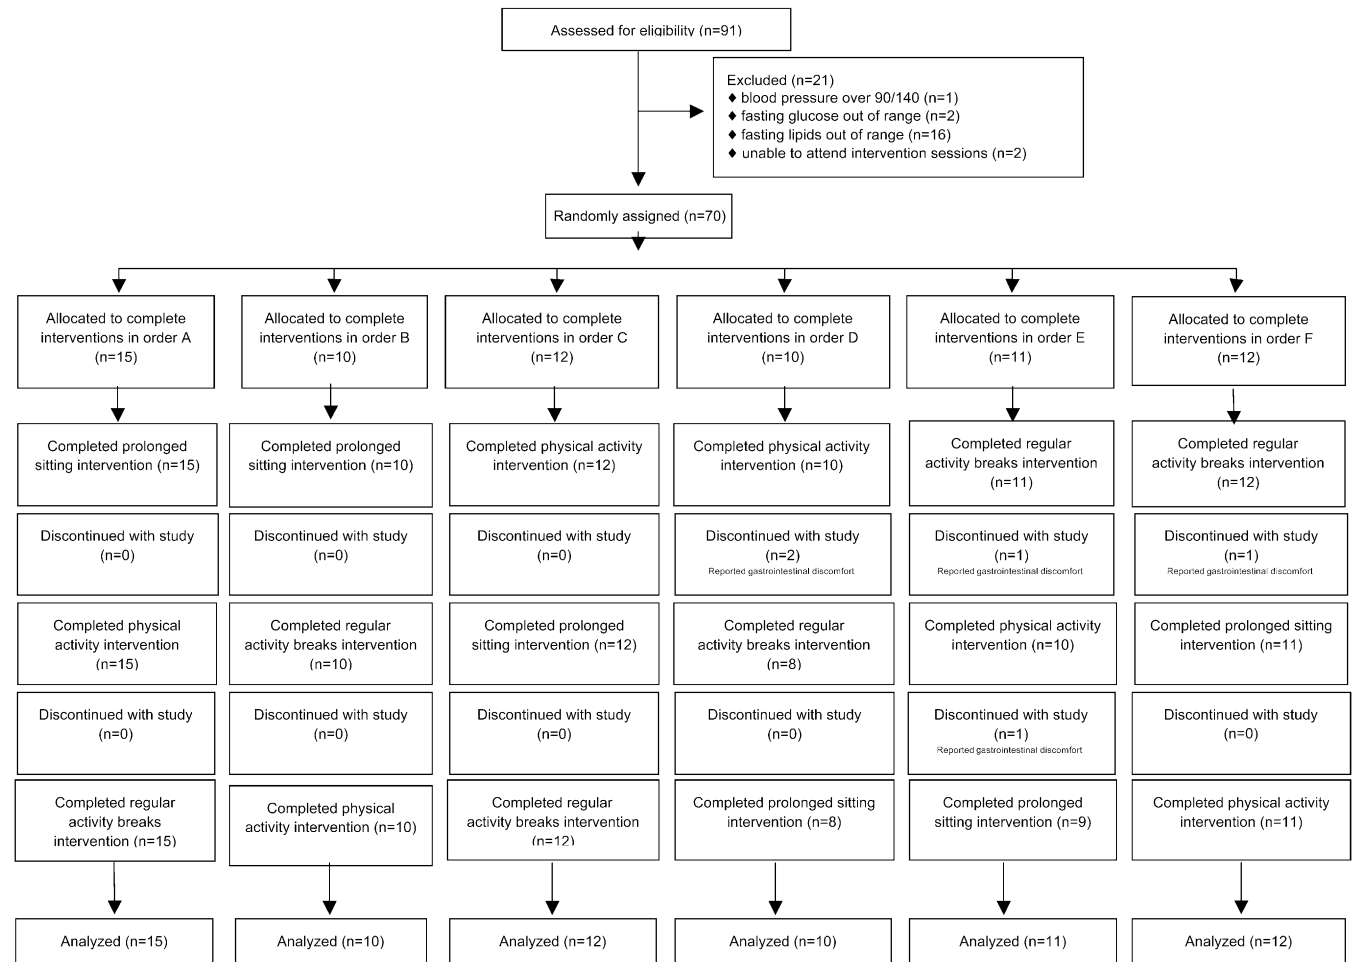 Assessed for eligibility (n=91)
Excluded (n=21)
♦ blood pressure over 90/140 (n=1)
♦ fasting glucose out of range (n=2)
♦ fasting lipids out of range (n=16)
♦ unable to attend intervention sessions (n=2)
Randomly assigned (n=70)
Allocated to complete
interventions in order A
(n=15)
Allocated to complete
interventions in order B
(n=10)
Allocated to complete
interventions in order C
(n=12)
Allocated to complete
interventions in order D
(n=10)
Allocated to complete
interventions in order E
(n=11)
Allocated to complete
interventions in order F
(n=12)
Completed prolonged
sitting intervention (n=15)
Completed prolonged
sitting intervention (n=10)
Completed physical activity
intervention (n=12)
Completed physical activity
intervention (n=10)
Completed regular
activity breaks intervention
(n=11)
Completed regular
activity breaks intervention
(n=12)
Discontinued with study
(n=0)
Discontinued with study
(n=0)
Discontinued with study
(n=0)
Discontinued with study
(n=2)
Reported gastrointestinal discomfort
Discontinued with study
(n=1)
Reported gastrointestinal discomfort
Discontinued with study
(n=1)
Reported gastrointestinal discomfort
Completed physical
activity intervention
(n=15)
Completed regular
activity breaks intervention
(n=10)
Completed prolonged
sitting intervention (n=12)
Completed regular
activity breaks intervention
(n=8)
Completed physical activity
intervention (n=10)
Completed prolonged sitting
intervention (n=11)
Discontinued with study
(n=0)
Discontinued with study
(n=0)
Discontinued with study
(n=0)
Discontinued with study
(n=0)
Discontinued with study
(n=1)
Reported gastrointestinal discomfort
Discontinued with study
(n=0)
Completed regular
activity breaks
intervention (n=15)
Completed physical
activity intervention (n=10)
Completed regular
activity breaks intervention
(n=12)
Completed prolonged sitting
intervention (n=8)
Completed prolonged
sitting intervention (n=9)
Completed physical activity
intervention (n=11)
Analyzed (n=15)
Analyzed (n=10)
Analyzed (n=12)
Analyzed (n=10)
Analyzed (n=11)
Analyzed (n=12)